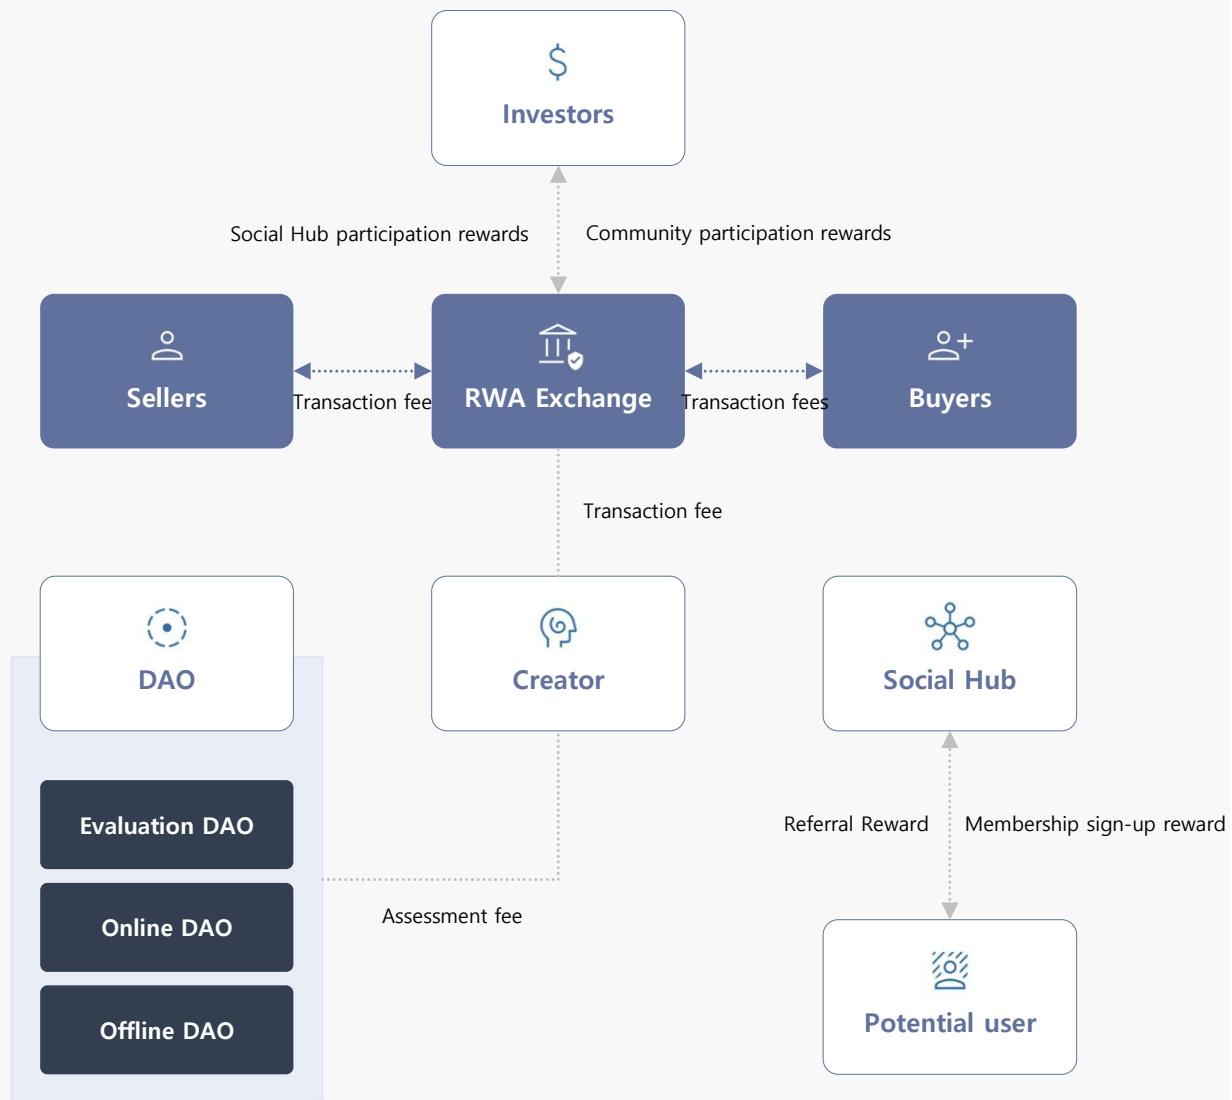 Investors
Social Hub participation rewards
Community participation rewards
Sellers
Transaction fee
RWA Exchange
Transaction fees
Buyers
Transaction fee
DAO
Creator
Social Hub
Evaluation DAO
Referral Reward
Membership sign-up reward
Online DAO
Assessment fee
Offline DAO
Potential user